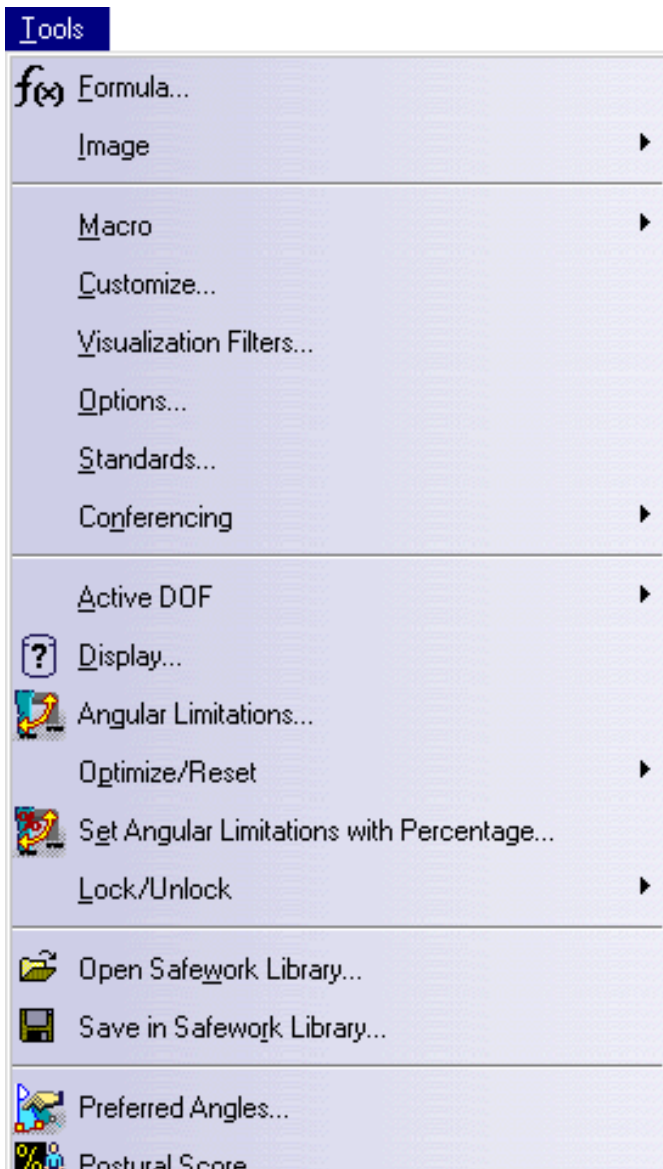 Tools
f(x) Formula...
Image
Macro
Customize...
Visualization Filters...
Options...
Standards...
Conferencing
Active DOF
? Display...
Angular Limitations...
Optimize/Reset
% Set Angular Limitations with Percentage...
Lock/Unlock
Open Safework Library...
Save in Safework Library...
Preferred Angles...
% Postural Score